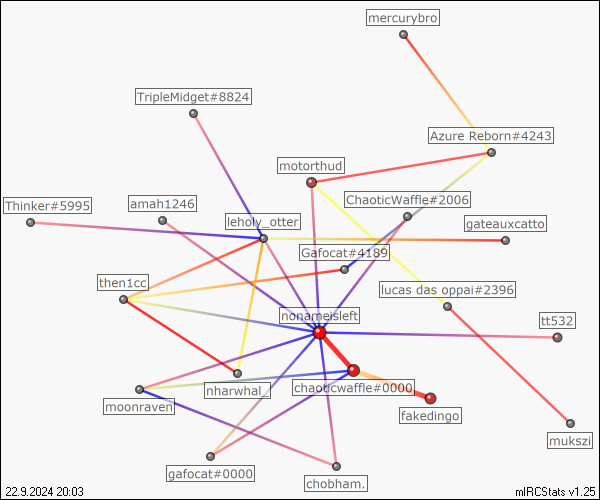 mercurybro
TripleMidget#8824
Azure Reborn#4243
motorthud
Thinker#5995
amah1246
ChaoticWaffle#2006
leholy_otter
gateauxcatto
Gafocat#4189
then1cc
lucas das oppai#2396
nonameisleft
tt532
nharwhal_
chaoticwaffle#0000
moonraven
fakedingo
mukszi
gafocat#0000
chobham.
22.9.2024 20:03
mIRCStats v1.25